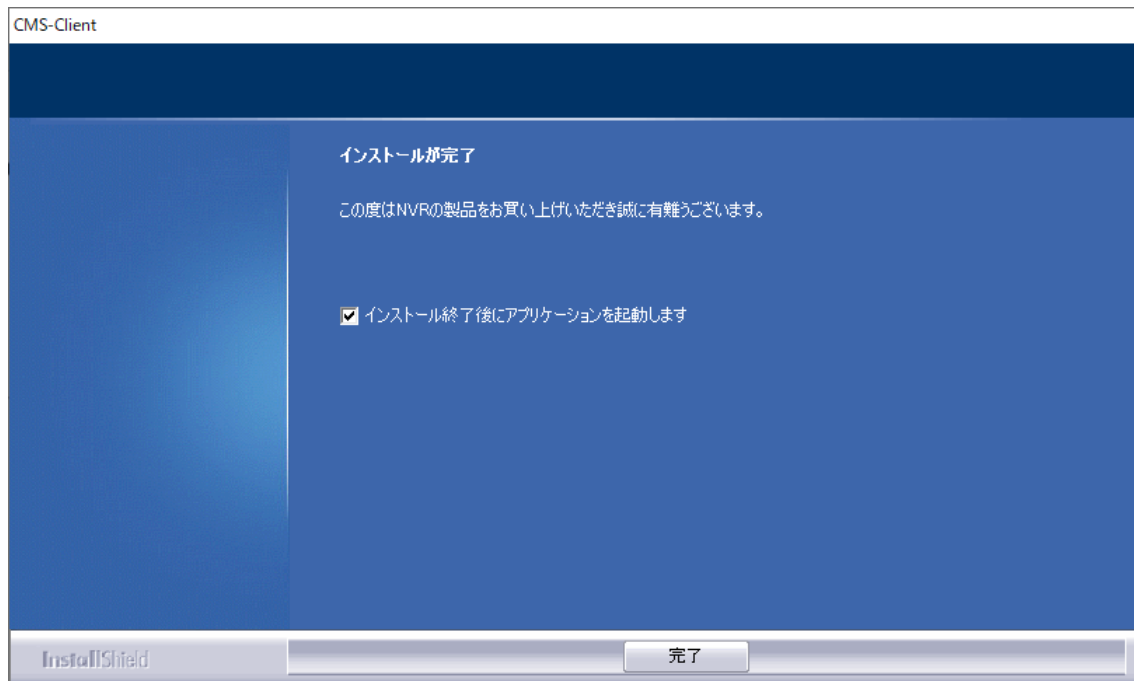 CMS-Client
インストールが完了
この度はNVRの製品をお買い上げいただき誠に有難うございます。
インストール終了後にアプリケーションを起動します
InstallShield
完了